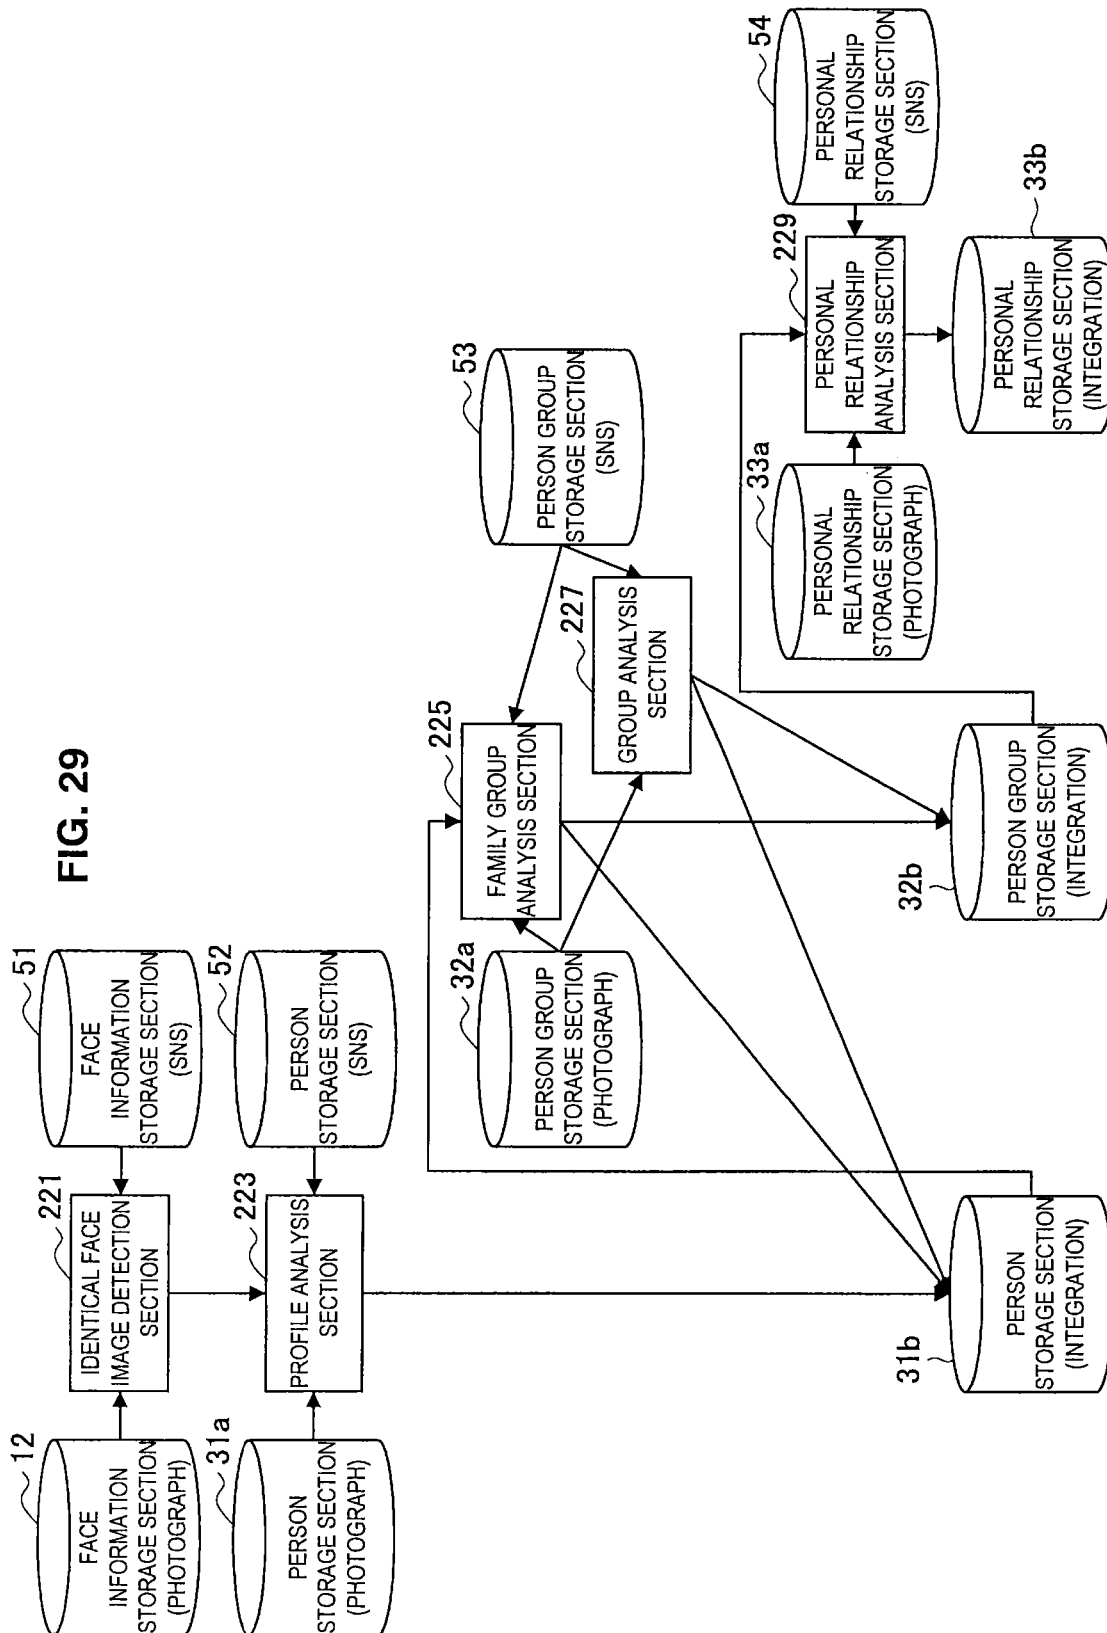 FIG. 29
12
FACE
INFORMATION
STORAGE SECTION
(PHOTOGRAPH)
221
IDENTICAL FACE
IMAGE DETECTION
SECTION
51
FACE
INFORMATION
STORAGE SECTION
(SNS)
31a
PERSON
STORAGE SECTION
(PHOTOGRAPH)
223
PROFILE ANALYSIS
SECTION
52
PERSON
STORAGE SECTION
(SNS)
32a
PERSON GROUP
STORAGE SECTION
(PHOTOGRAPH)
225
FAMILY GROUP
ANALYSIS SECTION
53
PERSON GROUP
STORAGE SECTION
(SNS)
227
GROUP ANALYSIS
SECTION
33a
PERSONAL
RELATIONSHIP
STORAGE SECTION
(PHOTOGRAPH)
229
PERSONAL
RELATIONSHIP
ANALYSIS SECTION
54
PERSONAL
RELATIONSHIP
STORAGE SECTION
(SNS)
31b
PERSON
STORAGE SECTION
(INTEGRATION)
32b
PERSON GROUP
STORAGE SECTION
(INTEGRATION)
33b
PERSONAL
RELATIONSHIP
STORAGE SECTION
(INTEGRATION)